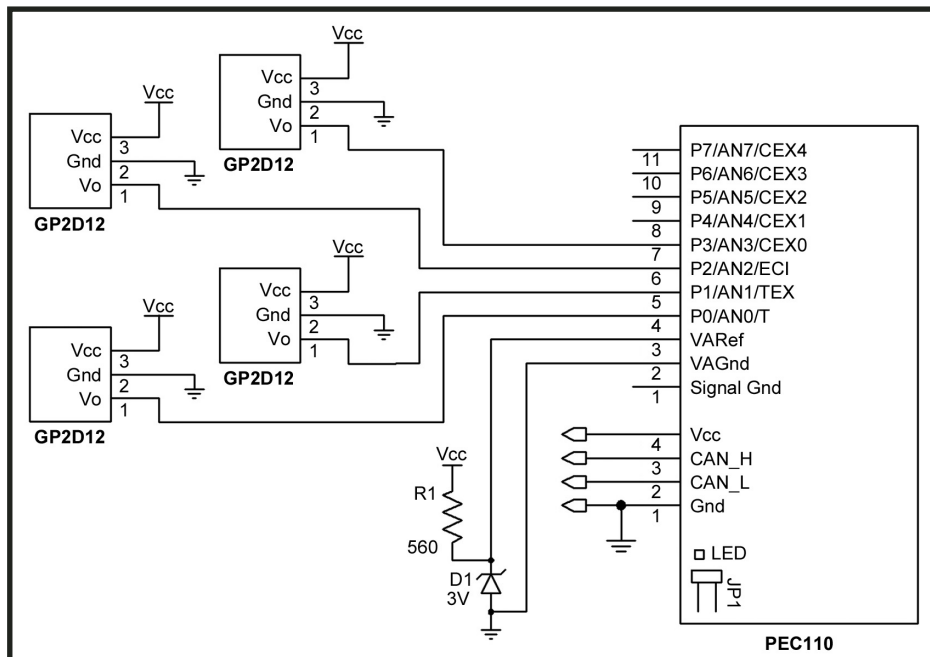 Vcc
Vcc
3
Gnd
2
Vo
1
GP2D12
Vcc
Vcc
3
Gnd
2
Vo
1
GP2D12
Vcc
Vcc
3
Gnd
2
Vo
1
GP2D12
Vcc
Vcc
3
Gnd
2
Vo
1
GP2D12
P7/AN7/CEX4
11
P6/AN6/CEX3
10
P5/AN5/CEX2
9
P4/AN4/CEX1
8
P3/AN3/CEX0
7
P2/AN2/ECI
6
P1/AN1/TEX
5
P0/AN0/T
4
VARef
3
VAGnd
2
Signal Gnd
1
Vcc
4
CAN_H
3
CAN_L
2
Gnd
1
Vcc
R1
560
D1
3V
LED
JP1
PEC110